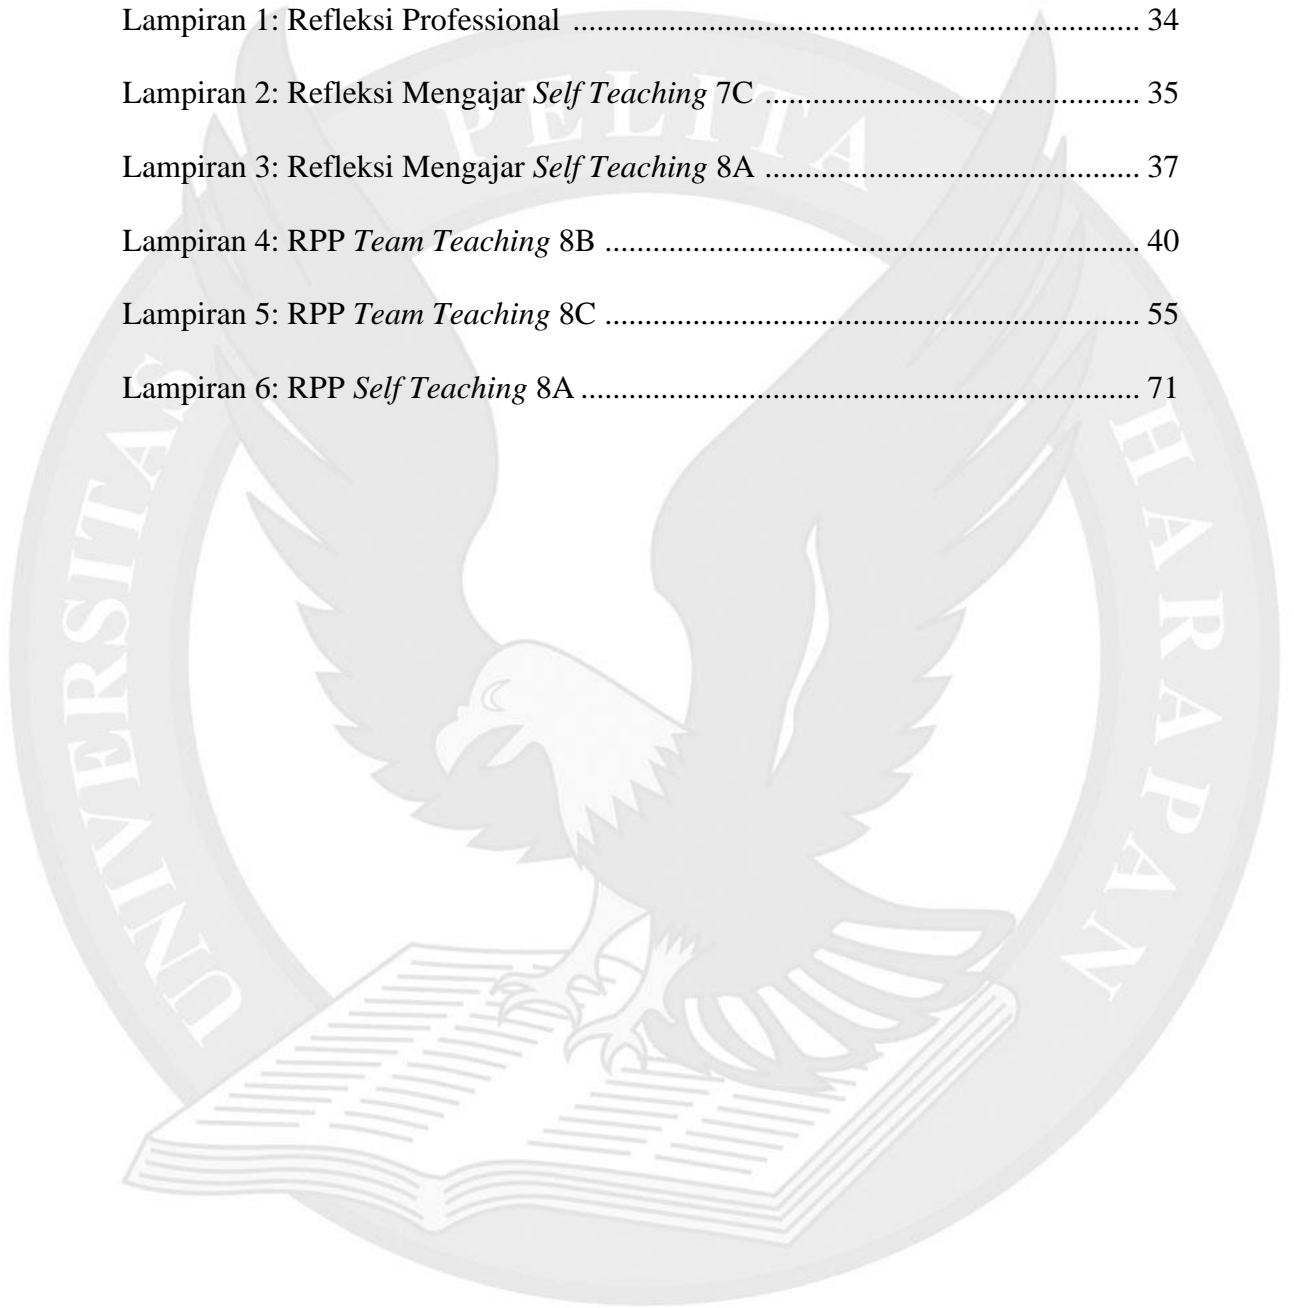 Lampiran 1: Refleksi Professional ........................................................................ 34
Lampiran 2: Refleksi Mengajar Self Teaching 7C ................................................ 35
Lampiran 3: Refleksi Mengajar Self Teaching 8A ................................................ 37
Lampiran 4: RPP Team Teaching 8B .................................................................... 40
Lampiran 5: RPP Team Teaching 8C .................................................................... 55
Lampiran 6: RPP Self Teaching 8A ....................................................................... 71
UNIVERSITAS PELITA HARAPAN